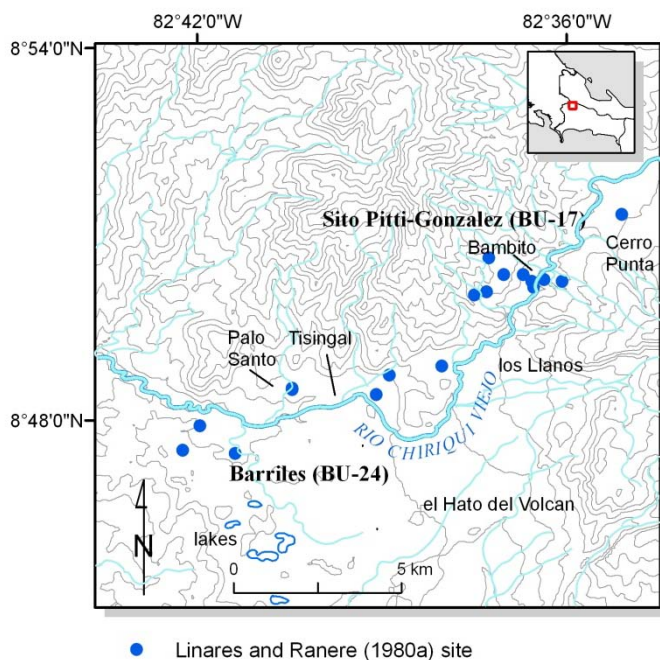 82°42'0"W
82°36'0"W
8°54'0"N
Sito Pitti-Gonzalez (BU-17)
Bambito
Cerro
Punta
Palo
Santo
Tisingal
los Llanos
8°48'0"N
RIO CHIRIQUI VIEJO
Barriles (BU-24)
el Hato del Volcan
lakes
N
0
5 km
Linares and Ranere (1980a) site